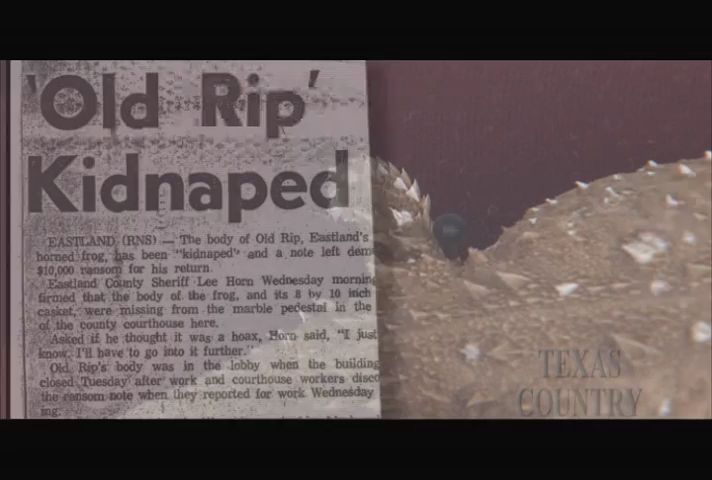 'Old Rip'
Kidnaped
EASTLAND (RNS) — The body of Old Rip, Eastland's
horned frog, has been "kidnaped" and a note left dem
$10,000 ransom for his return.
Eastland County Sheriff Lee Horn Wednesday mornin
firmed that the body of the frog, and its 8 by 10 inch
casket, were missing from the marble pedestal in the
of the county courthouse here.
Asked if he thought it was a hoax, Horn said, "I just
know. I'll have to go into it further."
Old Rip's body was in the lobby when the building
closed Tuesday after work and courthouse workers disco
the ransom note when they reported for work Wednesday
ing.
TEXAS
COUNTRY